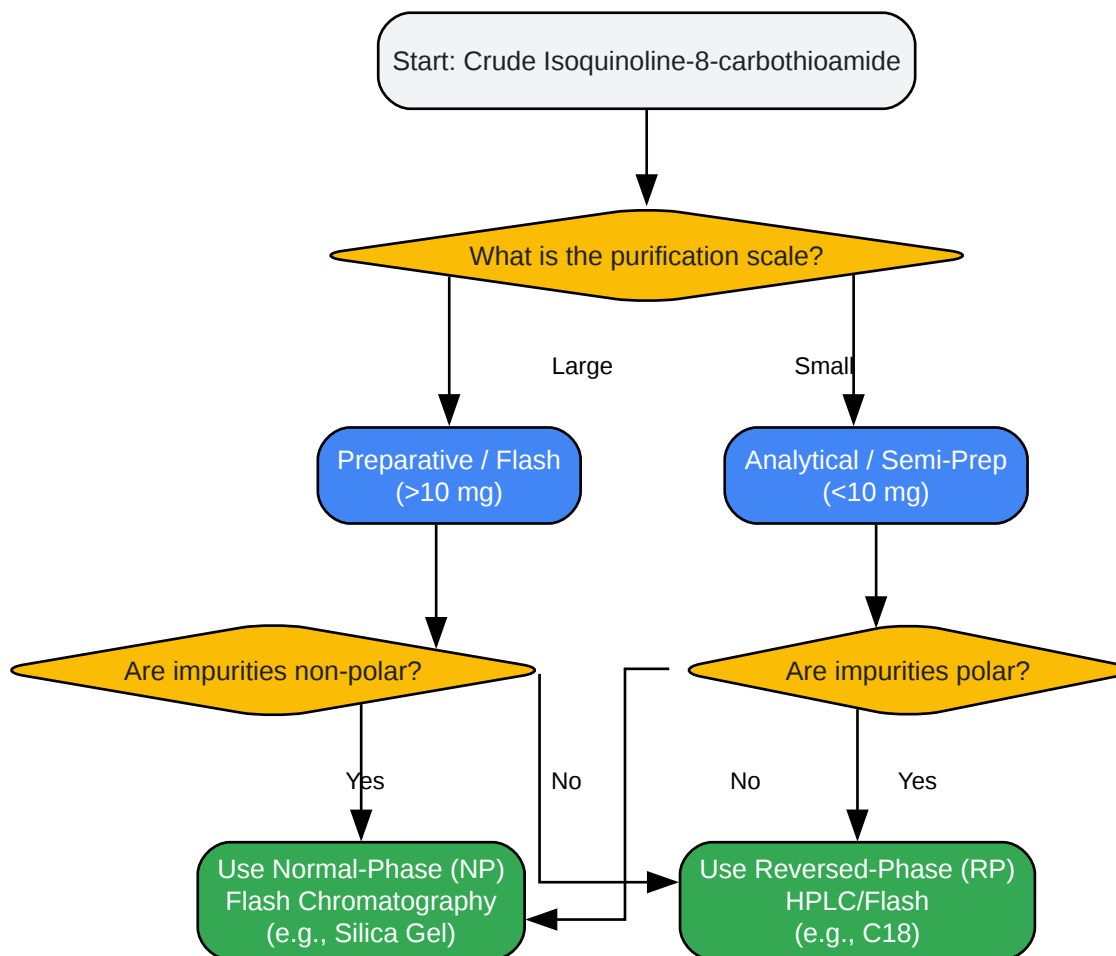 Start: Crude Isoquinoline-8-carbothioamide
What is the purification scale?
Large
Small
Preparative / Flash
(>10 mg)
Analytical / Semi-Prep
(<10 mg)
Are impurities non-polar?
Are impurities polar?
Yes
No
No
Yes
Use Normal-Phase (NP)
Flash Chromatography
(e.g., Silica Gel)
Use Reversed-Phase (RP)
HPLC/Flash
(e.g., C18)